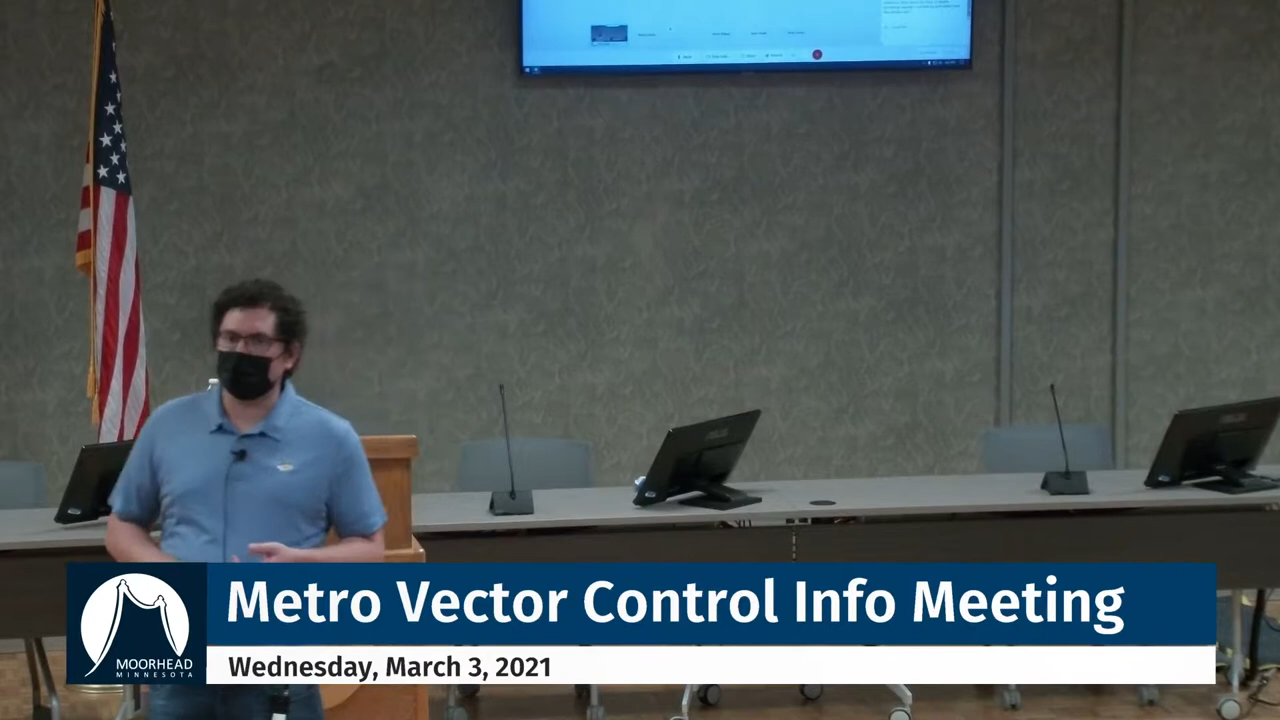 Metro Vector Control Info Meeting
MOORHEAD
MINNESOTA
Wednesday, March 3, 2021